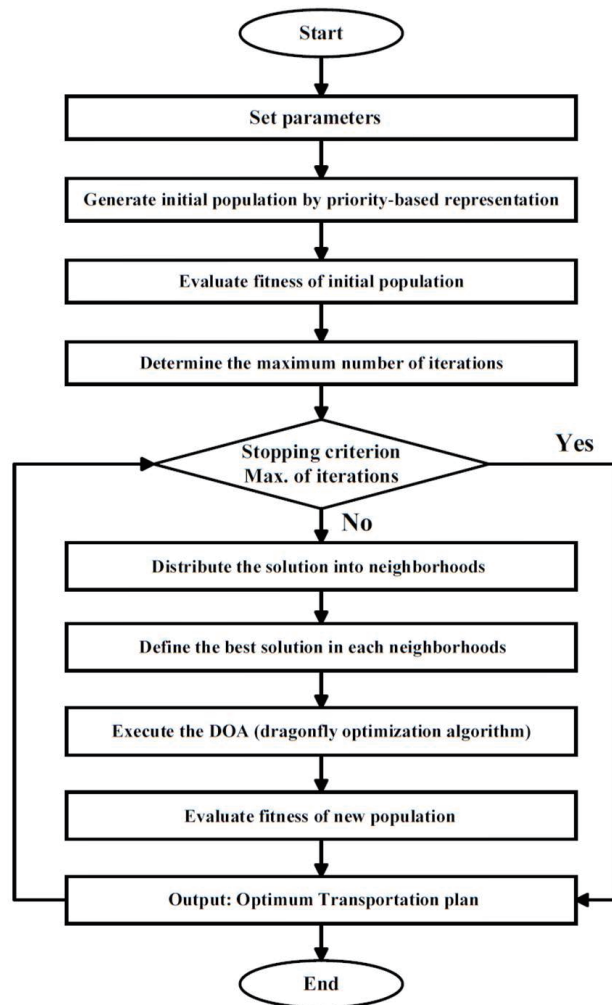 Start
Set parameters
Generate initial population by priority-based representation
Evaluate fitness of initial population
Determine the maximum number of iterations
Stopping criterion
Max. of iterations
Yes
No
Distribute the solution into neighborhoods
Define the best solution in each neighborhoods
Execute the DOA (dragonfly optimization algorithm)
Evaluate fitness of new population
Output: Optimum Transportation plan
End